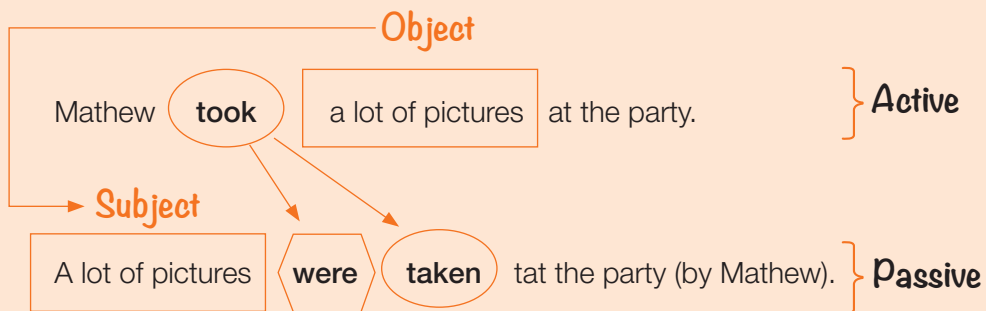 Object
Mathew took a lot of pictures at the party. Active
Subject
A lot of pictures were taken tat the party (by Mathew). Passive